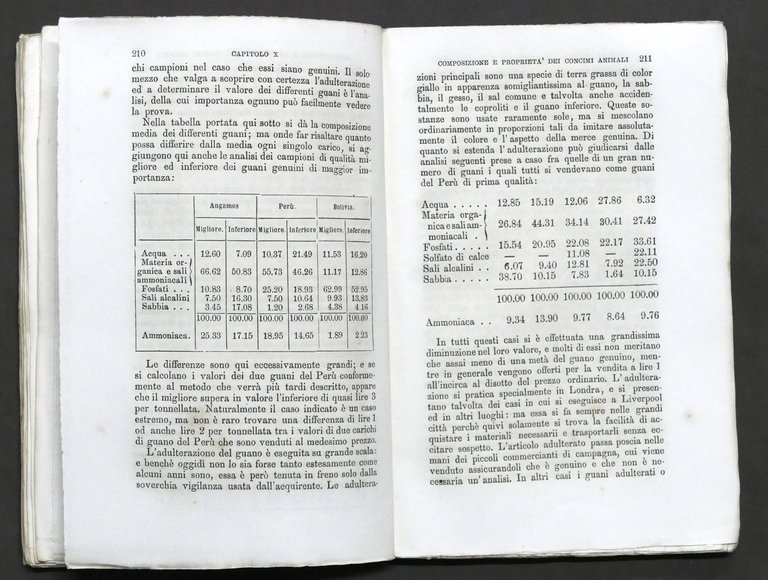 210 CAPITOLO X
chi campioni nel caso che essi siano genuini. Il solo
mezzo che valga a scoprire con certezza l'adulterazione
ed a determinare il valore dei differenti guani è l'ana-
lisi, della cui importanza ognuno può facilmente vedere
la prova.
Nella tabella portata qui sotto si dà la composizione
media dei differenti guani; ma onde far risaltare quanto
possa differire dalla media ogni singolo carico, si ag-
giungono qui anche le analisi dei campioni di qualità mi-
gliore ed inferiore dei guani genuini di maggior im-
portanza:
Angamos Perù. Bolivia.
Migliore. Inferiore Migliore. Inferiore Migliore. Inferiore
Acqua . . . 12.60 7.09 10.37 21.49 11.53 16.20
Materia or-
ganica e sali 66.62 50.83 55.73 46.26 11.17 12.86
ammoniacali
Fosfati . . . 10.83 8.70 25.20 18.93 62.99 52.95
Sali alcalini 7.50 16.30 7.50 10.64 9.93 13.83
Sabbia . . . 3.45 17.08 1.20 2.68 4.38 4.16
100.00 100.00 100.00 100.00 100.00 100.00
Ammoniaca. 25.33 17.15 18.95 14.65 1.89 2 23
Le differenze sono qui eccessivamente grandi; e se
si calcolano i valori dei due guani del Perù conforme-
mente al metodo che verrà più tardi descritto, appare
che il migliore supera in valore l'inferiore di quasi lire 3
per tonnellata. Naturalmente il caso indicato è un caso
estremo, ma non è raro trovare una differenza di lire 1
od anche lire 2 per tonnellata tra i valori di due carichi
di guano del Perù che sono venduti al medesimo prezzo.
L'adulterazione del guano è eseguita su grande scala:
e benchè oggidì non lo sia forse tanto estesamente come
alcuni anni sono, essa è però tenuta in freno solo dalla
soverchia vigilanza usata dall'acquirente. Le adultera-
COMPOSIZIONE E PROPRIETA' DEI CONCIMI ANIMALI 211
zioni principali sono una specie di terra grassa di color
giallo in apparenza somigliantissima al guano, la sab-
bia, il gesso, il sal comune e talvolta anche acciden-
talmente le coproliti e il guano inferiore. Queste so-
stanze sono usate raramente sole, ma si mescolano
ordinariamente in proporzioni tali da imitare assoluta-
mente il colore e l'aspetto della merce genuina. Di
quanto si estenda l'adulterazione può giudicarsi dalle
analisi seguenti prese a caso fra quelle di un gran nu-
mero di guani i quali tutti si vendevano come guani
del Perù di prima qualità:
Acqua . . . . . 12.85 15.19 12.06 27.86 6.32
Materia orga-
nica e sali am- 26.84 44.31 34.14 30.41 27.42
moniacali .
Fosfati . . . . . 15.54 20.95 22.08 22.17 33.61
Solfato di calce — — 11.08 — 22.11
Sali alcalini . . 6.07 9.40 12.81 7.92 22.50
Sabbia . . . . . 38.70 10.15 7.83 1.64 10.15
100.00 100.00 100.00 100.00 100.00
Ammoniaca . . 9.34 13.90 9.77 8.64 9.76
In tutti questi casi si è effettuata una grandissima
diminuzione nel loro valore, e molti di essi non meritano
che assai meno di una metà del guano genuino, men-
tre in generale vengono offerti per la vendita a lire 1
all'incirca al disotto del prezzo ordinario. L'adultera-
zione si pratica specialmente in Londra, e si presen-
tano talvolta dei casi in cui si eseguisce a Liverpool
ed in altri luoghi: ma essa si fa sempre nelle grandi
città perchè quivi solamente si trova la facilità di ac-
quistare i materiali necessarii e trasportarli senza ec-
citare sospetto. L'articolo adulterato passa poscia nelle
mani dei piccoli commercianti di campagna, cui viene
venduto assicurandoli che è genuino e che non è ne-
cessaria un'analisi. In altri casi i guani adulterati o